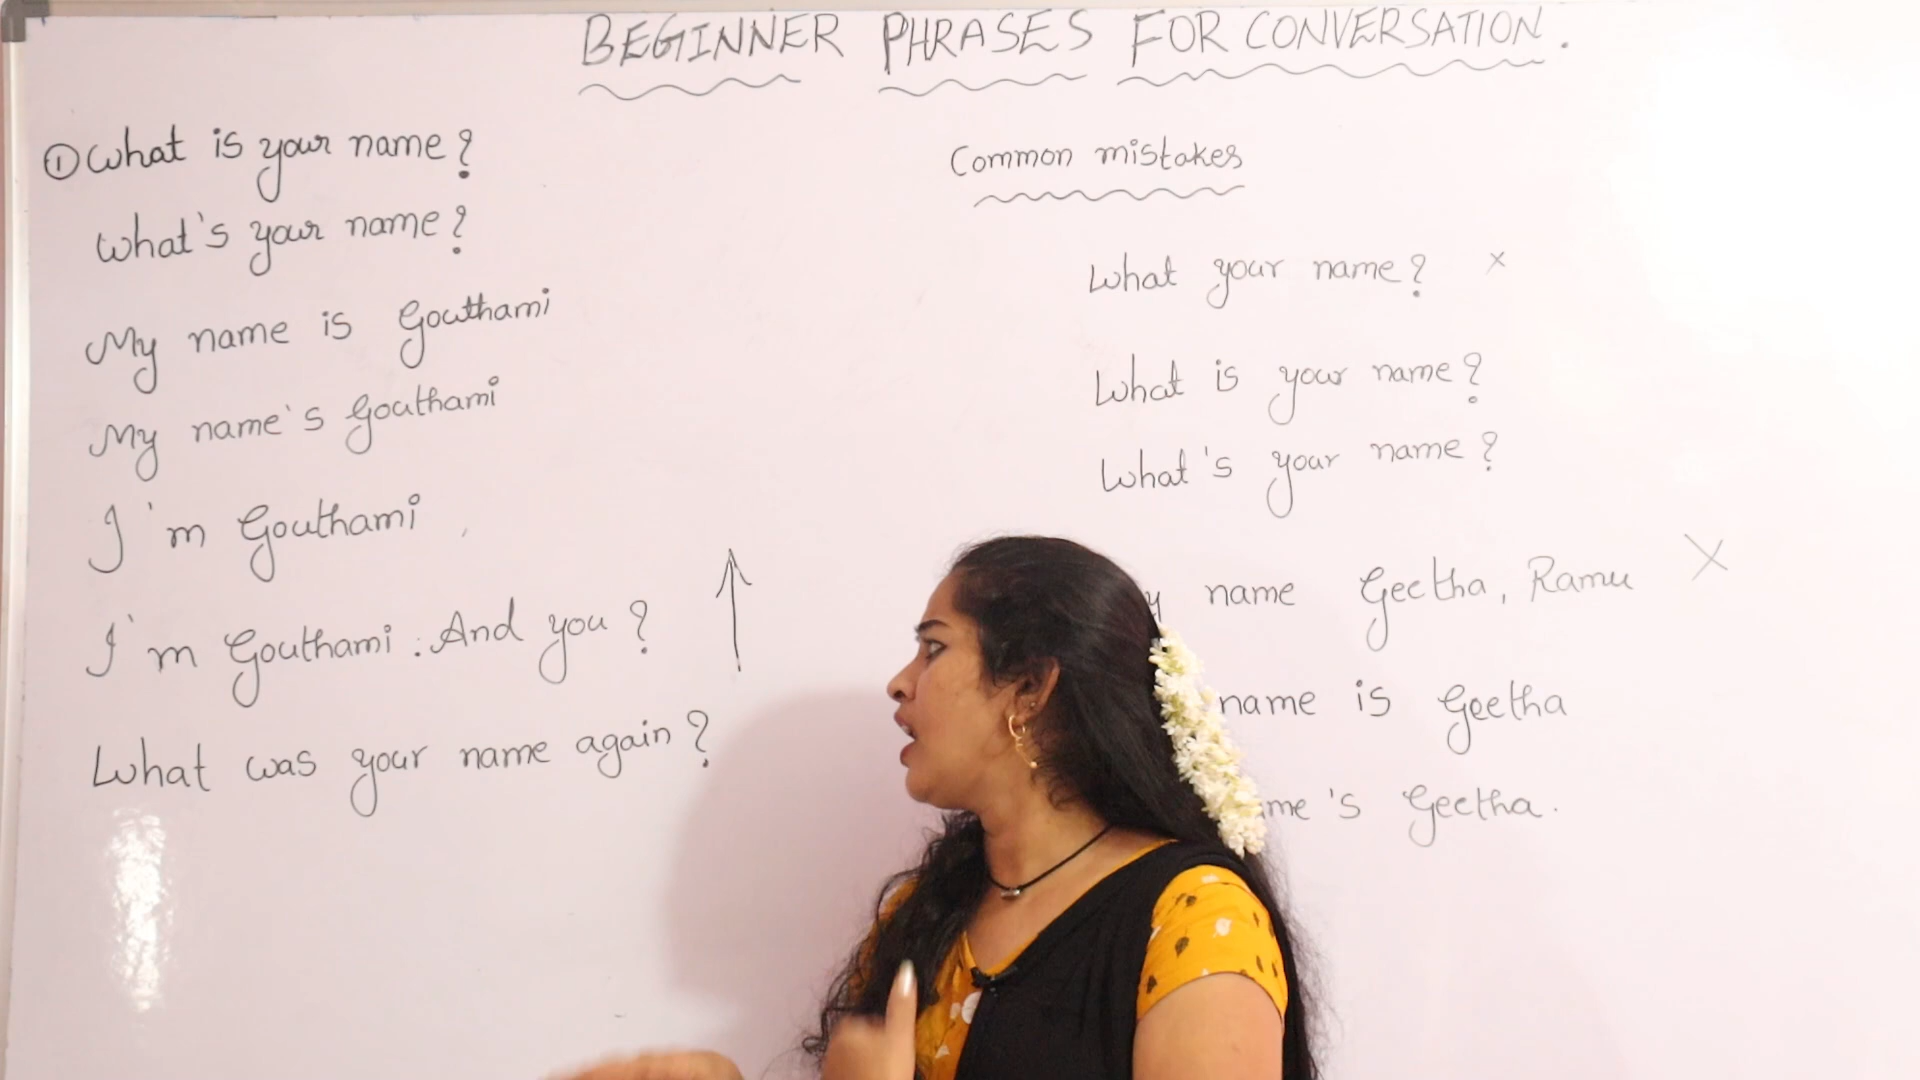 BEGINNER PHRASES FOR CONVERSATION.
① What is your name?
What's your name?
My name is Gouthami
My name's Gouthami
I'm Gouthami
I'm Gouthami. And you?
What was your name again?
Common mistakes
What your name? ×
What is your name?
What's your name?
name Geetha, Ramu ×
name is Geetha
Geetha.